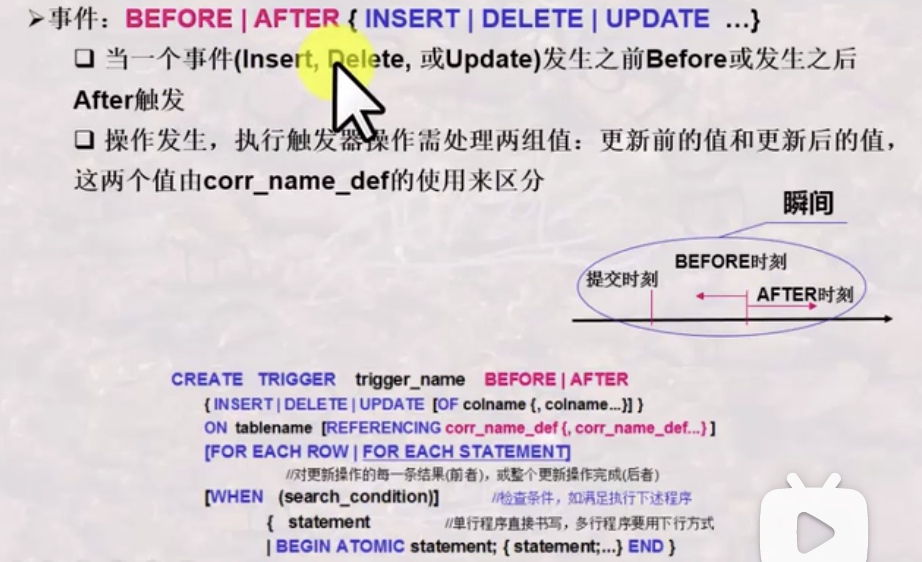 ➢事件：BEFORE | AFTER { INSERT | DELETE | UPDATE …}
❑ 当一个事件(Insert, Delete, 或Update)发生之前Before或发生之后
After触发
❑ 操作发生，执行触发器操作需处理两组值：更新前的值和更新后的值，
这两个值由corr_name_def的使用来区分
瞬间
BEFORE时刻
提交时刻
AFTER时刻
CREATE TRIGGER trigger_name BEFORE | AFTER
{ INSERT | DELETE | UPDATE [OF colname {, colname...}] }
ON tablename [REFERENCING corr_name_def {, corr_name_def...} ]
[FOR EACH ROW | FOR EACH STATEMENT]
//对更新操作的每一条结果(前者)，或整个更新操作完成(后者)
[WHEN (search_condition)] //检查条件，如满足执行下述程序
{ statement //单行程序直接书写，多行程序要用下行方式
| BEGIN ATOMIC statement; { statement;...} END }